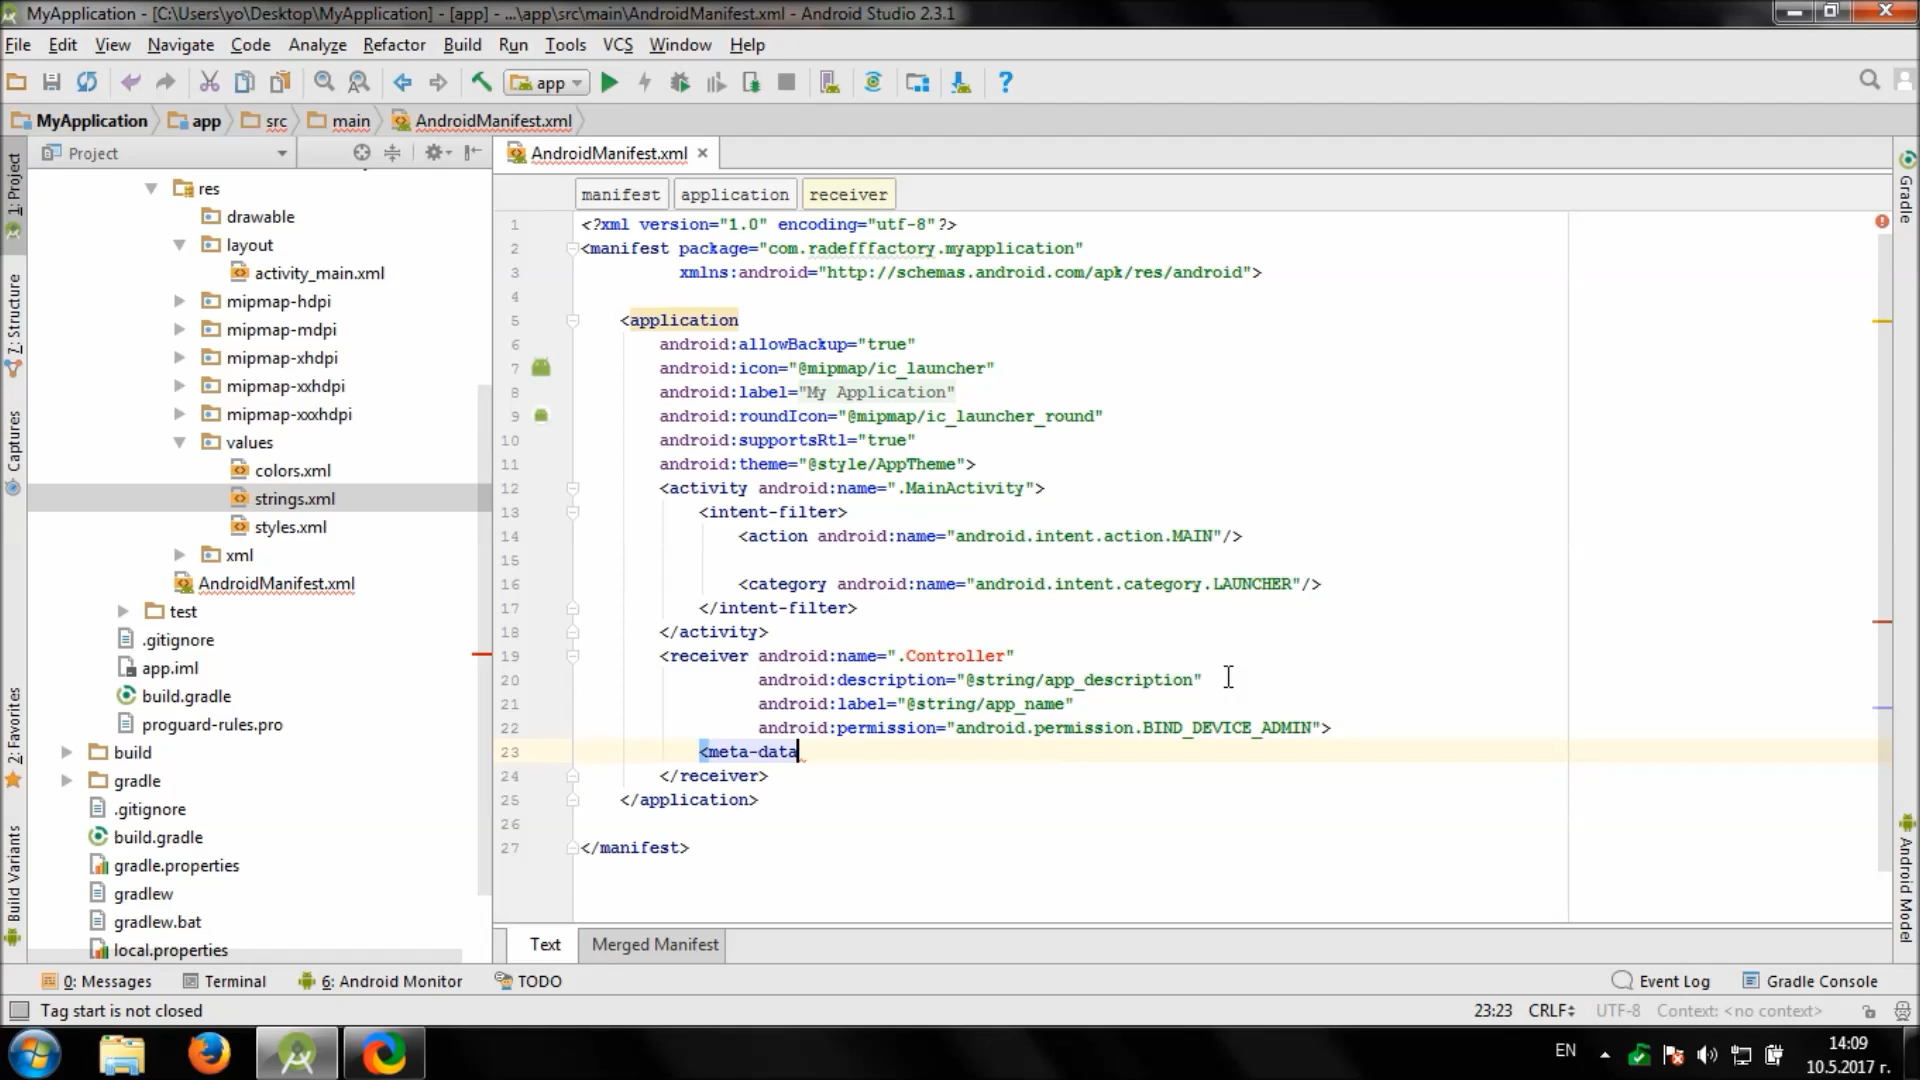 MyApplication - [C:\Users\yo\Desktop\MyApplication] - [app] - ...\app\src\main\AndroidManifest.xml - Android Studio 2.3.1
File Edit View Navigate Code Analyze Refactor Build Run Tools VCS Window Help
app
MyApplication app src main AndroidManifest.xml
Project
AndroidManifest.xml
manifest application receiver
1: Project
7: Structure
Captures
2: Favorites
Build Variants
res
drawable
layout
activity_main.xml
mipmap-hdpi
mipmap-mdpi
mipmap-xhdpi
mipmap-xxhdpi
mipmap-xxxhdpi
values
colors.xml
strings.xml
styles.xml
xml
AndroidManifest.xml
test
.gitignore
app.iml
build.gradle
proguard-rules.pro
build
gradle
.gitignore
build.gradle
gradle.properties
gradlew
gradlew.bat
local.properties
1 <?xml version="1.0" encoding="utf-8"?>
2 <manifest package="com.radefffactory.myapplication"
3 xmlns:android="http://schemas.android.com/apk/res/android">
4
5 <application
6 android:allowBackup="true"
7 android:icon="@mipmap/ic_launcher"
8 android:label="My Application"
9 android:roundIcon="@mipmap/ic_launcher_round"
10 android:supportsRtl="true"
11 android:theme="@style/AppTheme">
12 <activity android:name=".MainActivity">
13 <intent-filter>
14 <action android:name="android.intent.action.MAIN"/>
15
16 <category android:name="android.intent.category.LAUNCHER"/>
17 </intent-filter>
18 </activity>
19 <receiver android:name=".Controller"
20 android:description="@string/app_description"
21 android:label="@string/app_name"
22 android:permission="android.permission.BIND_DEVICE_ADMIN">
23 <meta-data
24 </receiver>
25 </application>
26
27 </manifest>
Gradle
Android Model
Text Merged Manifest
0: Messages Terminal 6: Android Monitor TODO Event Log Gradle Console
Tag start is not closed 23:23 CRLF UTF-8 Context: <no context>
EN 14:09
10.5.2017 г.